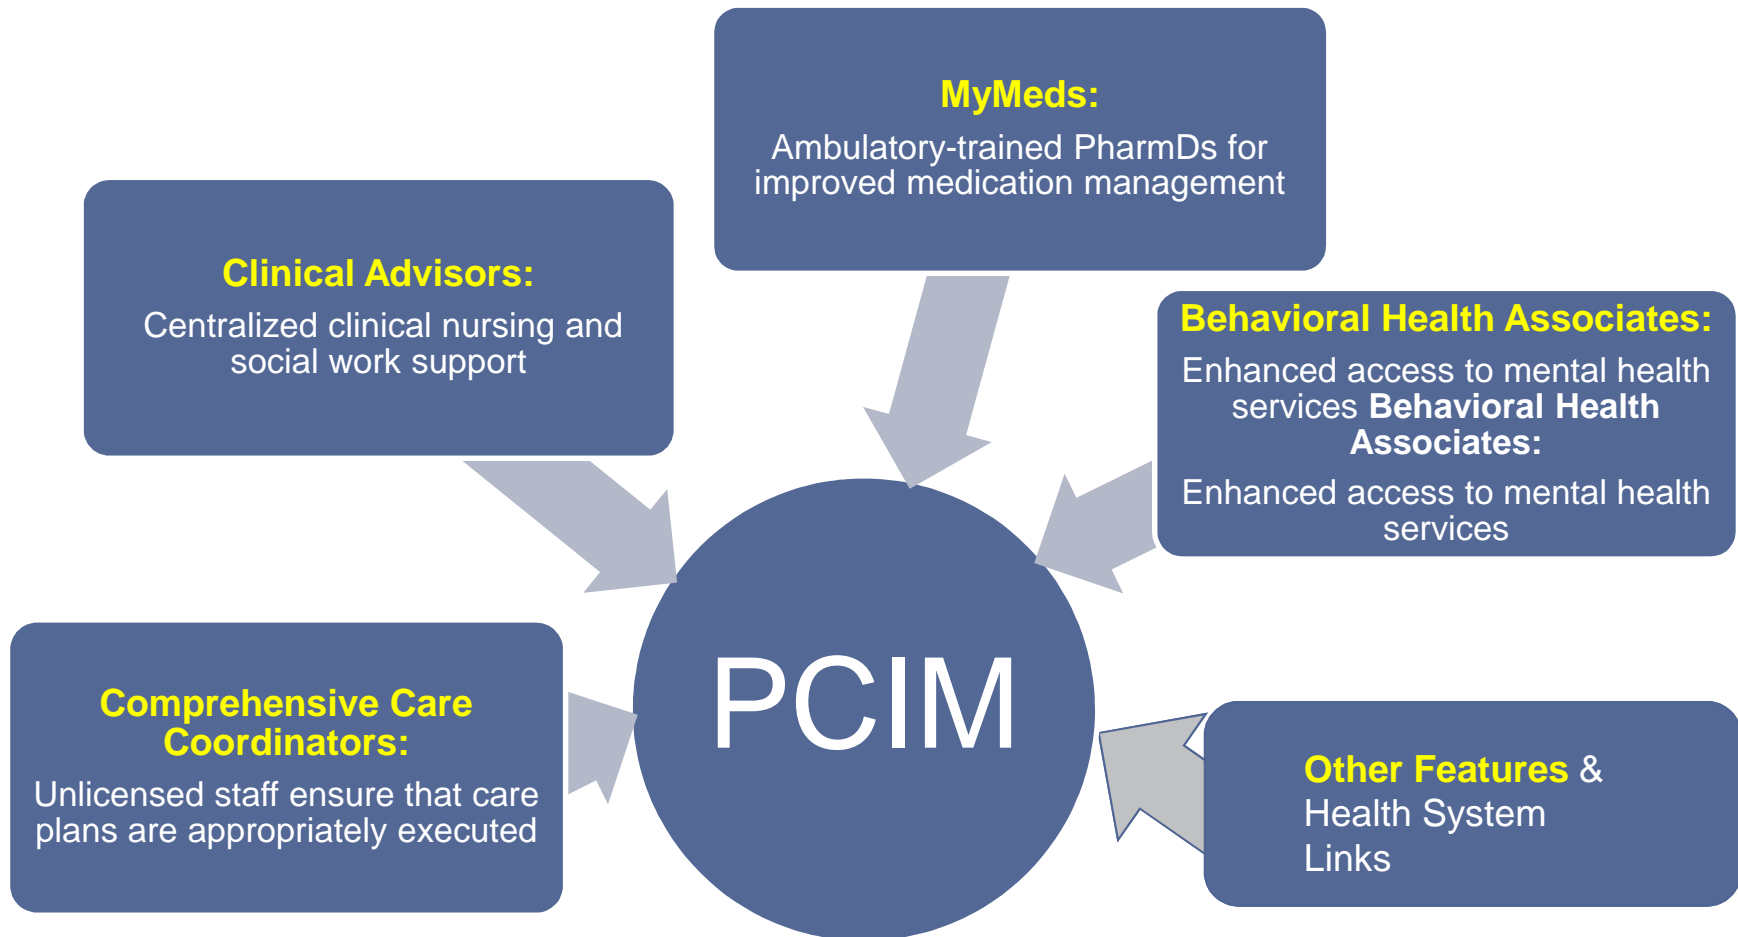 MyMeds:
Ambulatory-trained PharmDs for
improved medication management
Clinical Advisors:
Centralized clinical nursing and
social work support
Behavioral Health Associates:
Enhanced access to mental health
services Behavioral Health
Associates:
Enhanced access to mental health
services
Comprehensive Care
Coordinators:
Unlicensed staff ensure that care
plans are appropriately executed
PCIM
Other Features &
Health System
Links